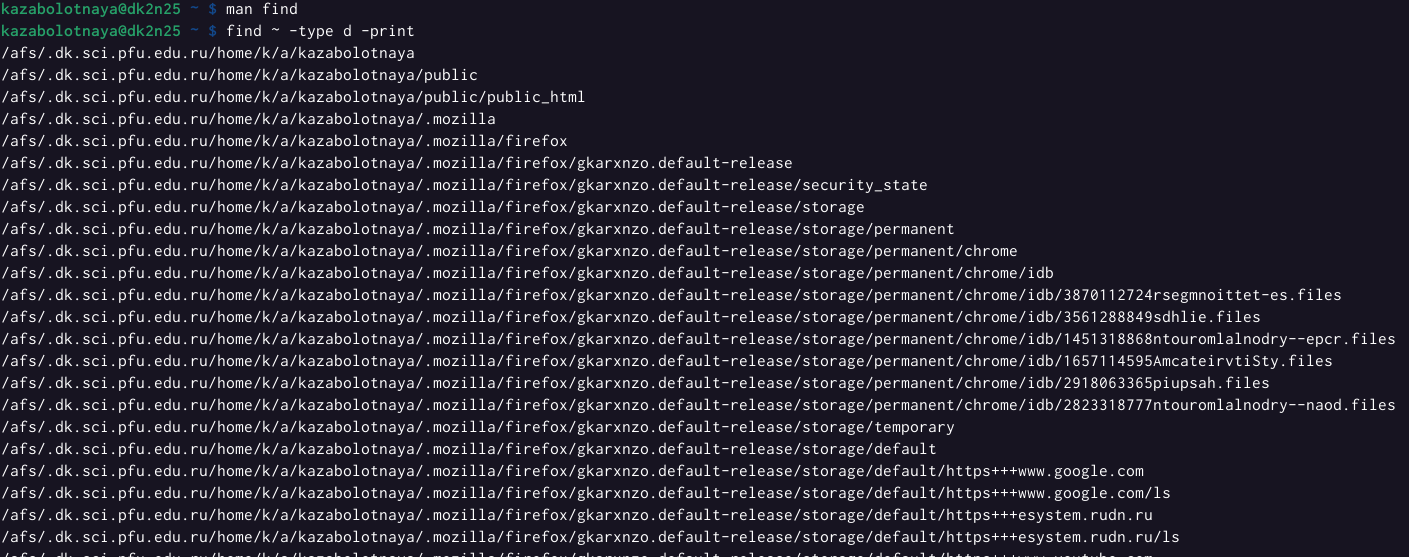 kazabolotnaya@dk2n25 ~ $ man find
kazabolotnaya@dk2n25 ~ $ find ~ -type d -print
/afs/.dk.sci.pfu.edu.ru/home/k/a/kazabolotnaya
/afs/.dk.sci.pfu.edu.ru/home/k/a/kazabolotnaya/public
/afs/.dk.sci.pfu.edu.ru/home/k/a/kazabolotnaya/public/public_html
/afs/.dk.sci.pfu.edu.ru/home/k/a/kazabolotnaya/.mozilla
/afs/.dk.sci.pfu.edu.ru/home/k/a/kazabolotnaya/.mozilla/firefox
/afs/.dk.sci.pfu.edu.ru/home/k/a/kazabolotnaya/.mozilla/firefox/gkarxnzo.default-release
/afs/.dk.sci.pfu.edu.ru/home/k/a/kazabolotnaya/.mozilla/firefox/gkarxnzo.default-release/security_state
/afs/.dk.sci.pfu.edu.ru/home/k/a/kazabolotnaya/.mozilla/firefox/gkarxnzo.default-release/storage
/afs/.dk.sci.pfu.edu.ru/home/k/a/kazabolotnaya/.mozilla/firefox/gkarxnzo.default-release/storage/permanent
/afs/.dk.sci.pfu.edu.ru/home/k/a/kazabolotnaya/.mozilla/firefox/gkarxnzo.default-release/storage/permanent/chrome
/afs/.dk.sci.pfu.edu.ru/home/k/a/kazabolotnaya/.mozilla/firefox/gkarxnzo.default-release/storage/permanent/chrome/idb
/afs/.dk.sci.pfu.edu.ru/home/k/a/kazabolotnaya/.mozilla/firefox/gkarxnzo.default-release/storage/permanent/chrome/idb/3870112724rsegmnoittet-es.files
/afs/.dk.sci.pfu.edu.ru/home/k/a/kazabolotnaya/.mozilla/firefox/gkarxnzo.default-release/storage/permanent/chrome/idb/3561288849sdhlie.files
/afs/.dk.sci.pfu.edu.ru/home/k/a/kazabolotnaya/.mozilla/firefox/gkarxnzo.default-release/storage/permanent/chrome/idb/1451318868ntouromlalnodry--epcr.files
/afs/.dk.sci.pfu.edu.ru/home/k/a/kazabolotnaya/.mozilla/firefox/gkarxnzo.default-release/storage/permanent/chrome/idb/1657114595AmcateirvtiSty.files
/afs/.dk.sci.pfu.edu.ru/home/k/a/kazabolotnaya/.mozilla/firefox/gkarxnzo.default-release/storage/permanent/chrome/idb/2918063365piupsah.files
/afs/.dk.sci.pfu.edu.ru/home/k/a/kazabolotnaya/.mozilla/firefox/gkarxnzo.default-release/storage/permanent/chrome/idb/2823318777ntouromlalnodry--naod.files
/afs/.dk.sci.pfu.edu.ru/home/k/a/kazabolotnaya/.mozilla/firefox/gkarxnzo.default-release/storage/temporary
/afs/.dk.sci.pfu.edu.ru/home/k/a/kazabolotnaya/.mozilla/firefox/gkarxnzo.default-release/storage/default
/afs/.dk.sci.pfu.edu.ru/home/k/a/kazabolotnaya/.mozilla/firefox/gkarxnzo.default-release/storage/default/https+++www.google.com
/afs/.dk.sci.pfu.edu.ru/home/k/a/kazabolotnaya/.mozilla/firefox/gkarxnzo.default-release/storage/default/https+++www.google.com/ls
/afs/.dk.sci.pfu.edu.ru/home/k/a/kazabolotnaya/.mozilla/firefox/gkarxnzo.default-release/storage/default/https+++esystem.rudn.ru
/afs/.dk.sci.pfu.edu.ru/home/k/a/kazabolotnaya/.mozilla/firefox/gkarxnzo.default-release/storage/default/https+++esystem.rudn.ru/ls